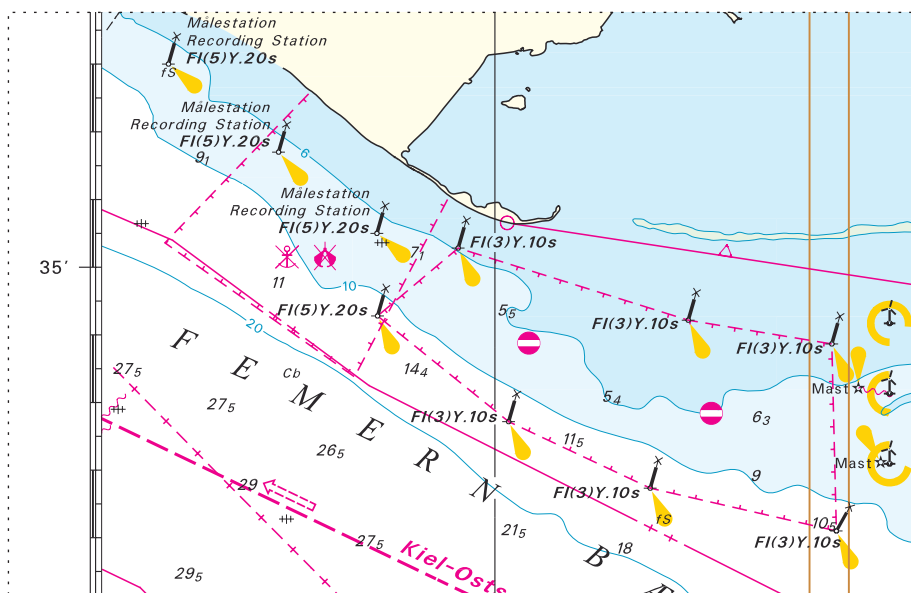 Målestation
Recording Station
Fl(5)Y.20s
fS
Målestation
Recording Station
Fl(5)Y.20s
6
9₁
Målestation
Recording Station
Fl(5)Y.20s
Fl(3)Y.10s
7₁
35′
11
10
Fl(5)Y.20s
5₅
Fl(3)Y.10s
20
Fl(3)Y.10s
FEMERN
BÆ
27₅
Cb
14₄
Mast
27₅
5₄
6₃
Fl(3)Y.10s
26₅
11₅
Mast
9
29
Fl(3)Y.10s
fS
10₅
21₅
Fl(3)Y.10s
27₅
18
Kiel-Osts
29₅